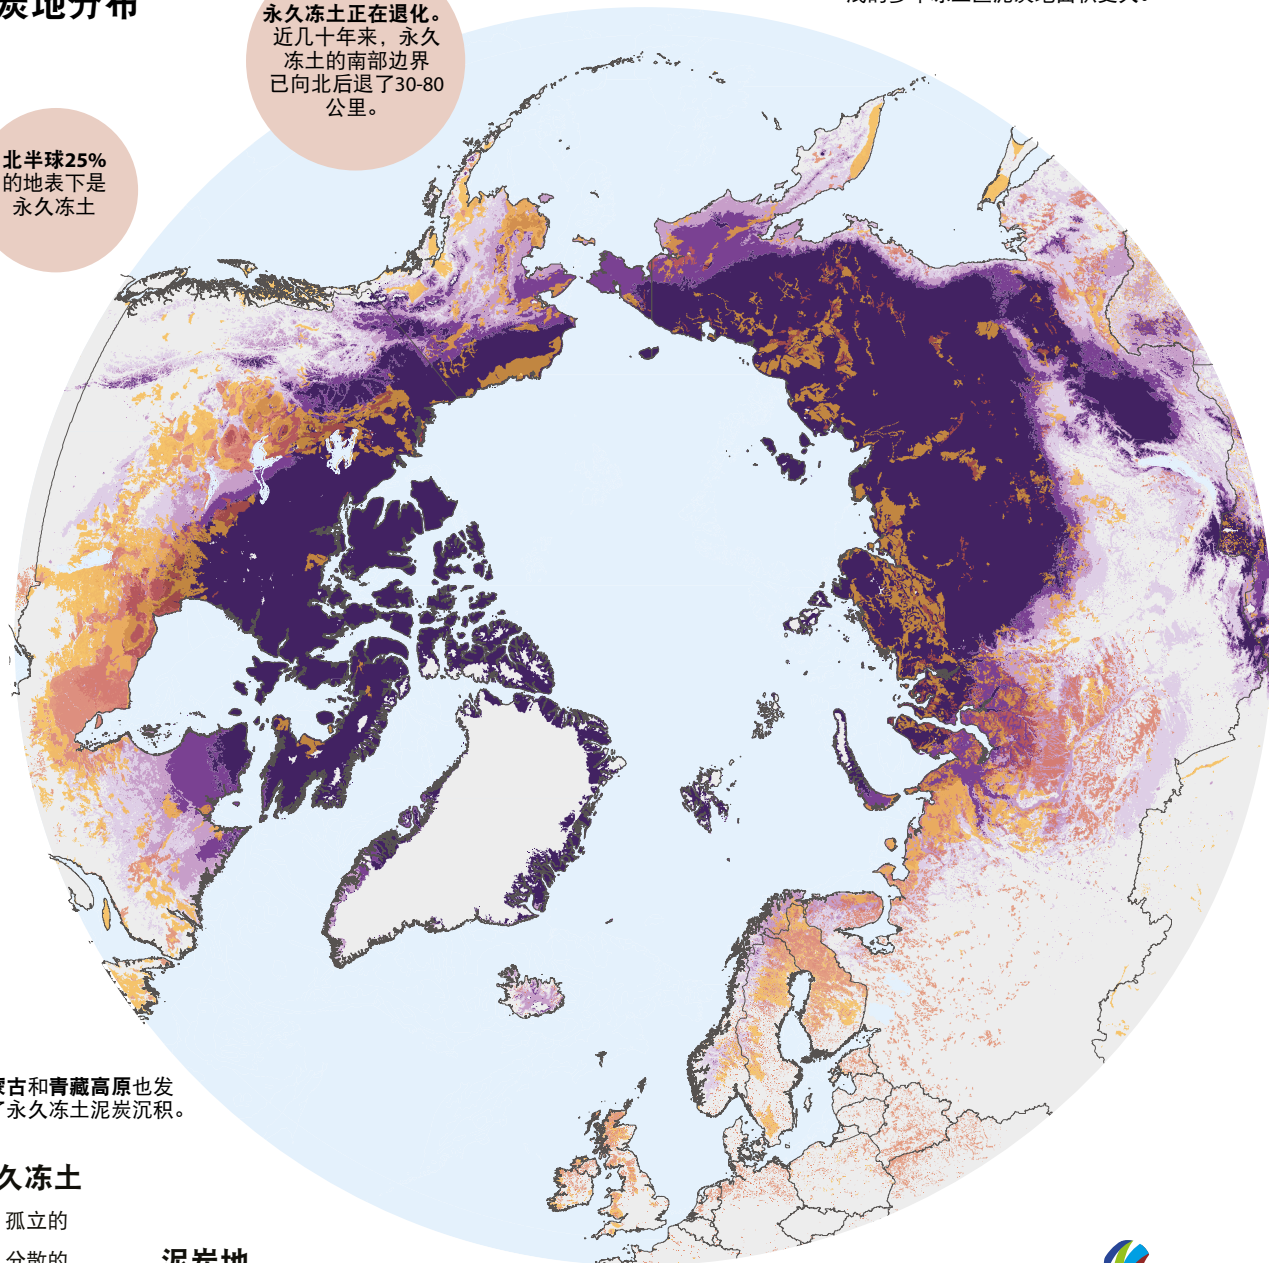 炭地分布
永久冻土正在退化。
近几十年来，永久
冻土的南部边界
已向北后退了30-80
公里。
北半球25%
的地表下是
永久冻土
蒙古和青藏高原也发
了永久冻土泥炭沉积。
久冻土
孤立的
分散的
泥炭地